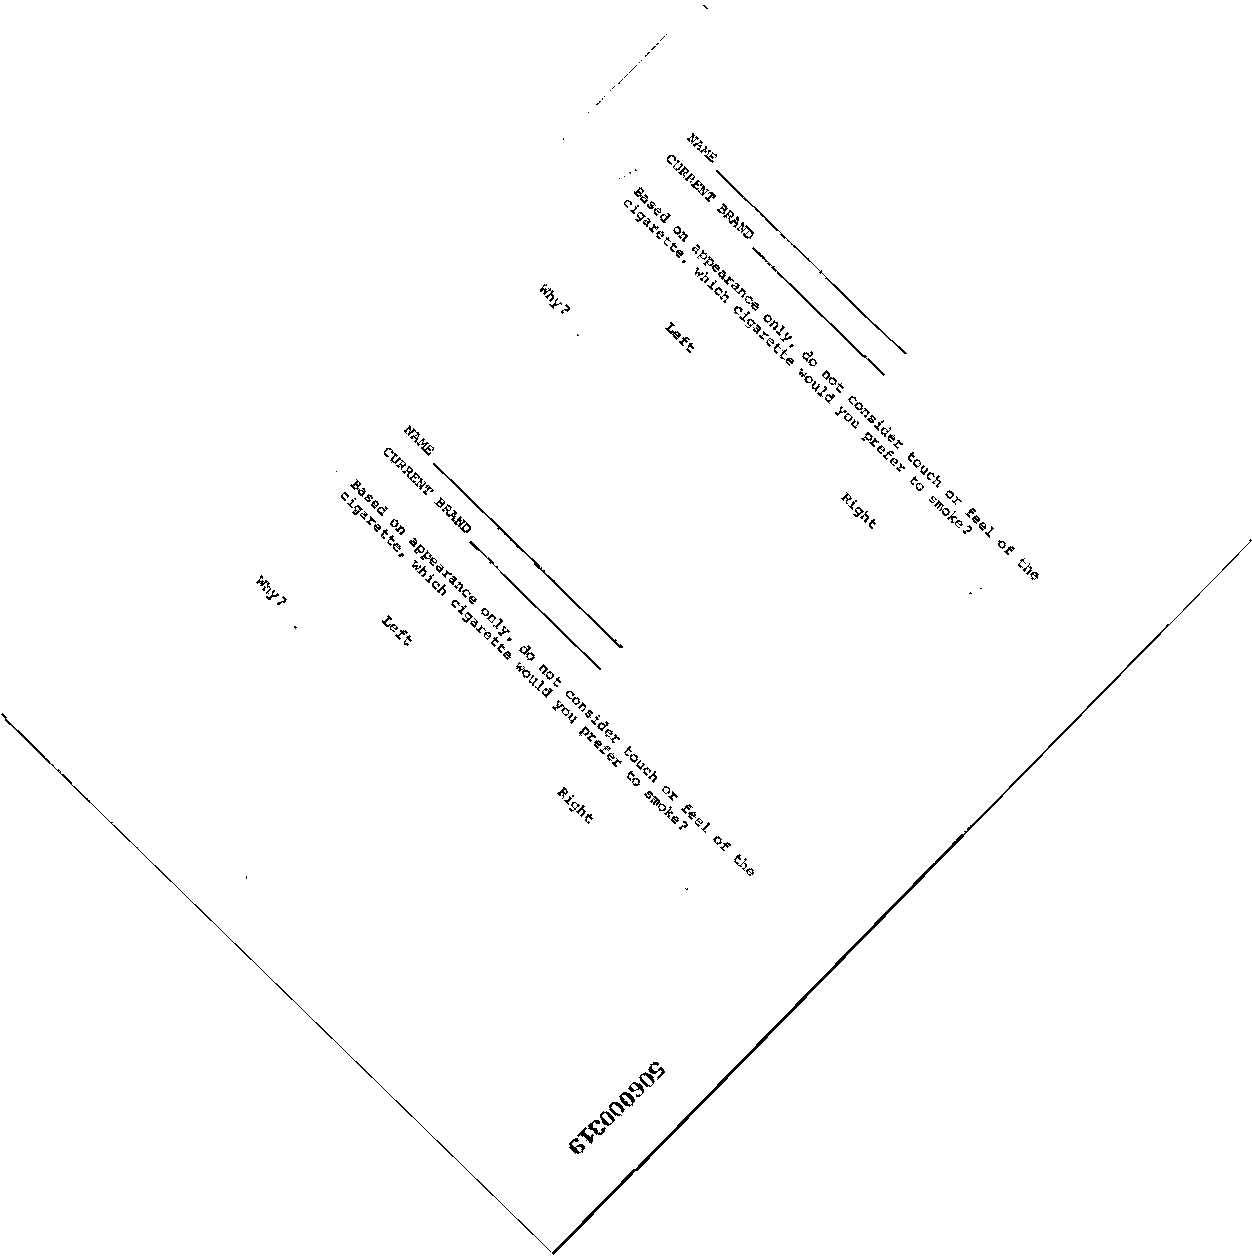 NAME
CURRENT BRAND
Based on appearance only, do not consider touch or feel of the
cigarette, which cigarette would you prefer to smoke?
Left Right
Why?
NAME
CURRENT BRAND
Based on appearance only, do not consider touch or feel of the
cigarette, which cigarette would you prefer to smoke?
Left Right
Why?
506000319